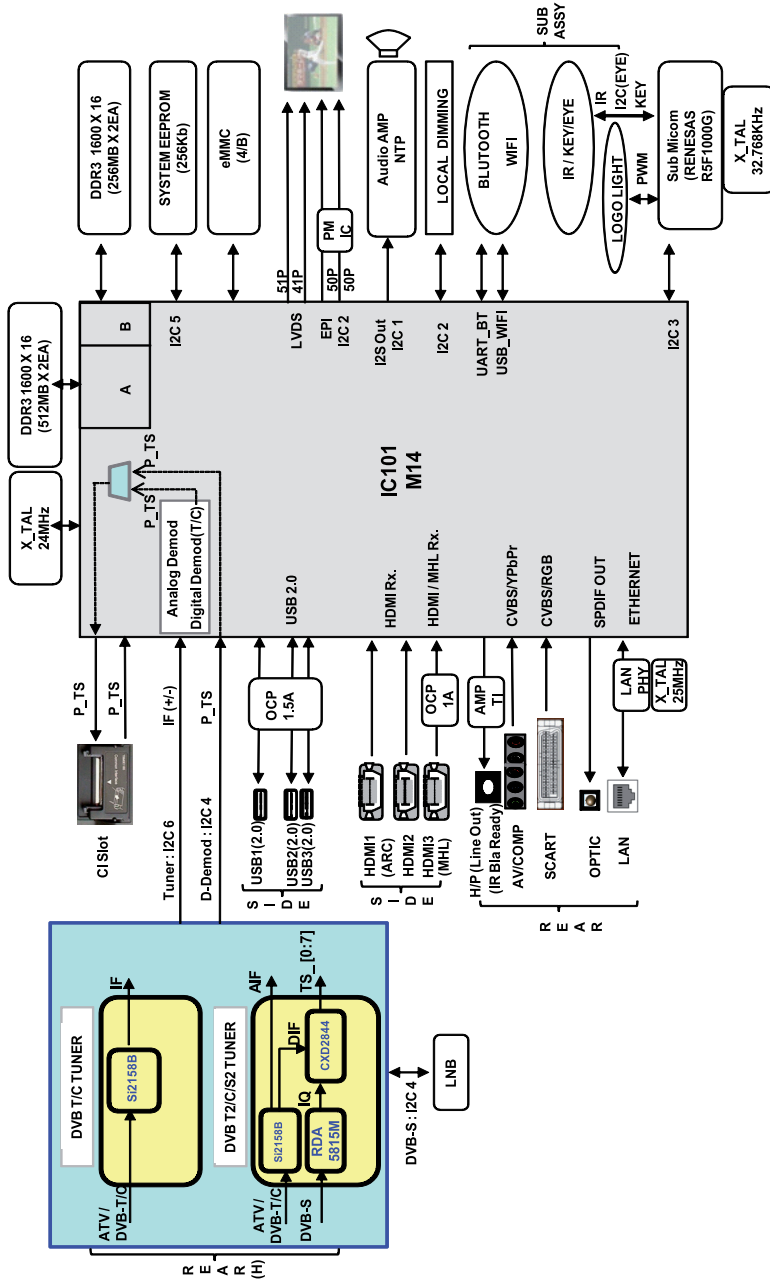 DVB T/C TUNER
Si2158B
IF
ATV /
DVB-T/C
DVB T2/C/S2 TUNER
Si2158B
RDA
5815M
CXD2844
DIF
IQ
AIF
TS_ [0:7]
ATV /
DVB-T/C
DVB-S
R E A R (H)
DVB-S : I2C 4
LNB
CI Slot
P_TS
P_TS
Tuner : I2C 6
IF (+/-)
D-Demod : I2C 4
P_TS
USB1(2.0)
USB2(2.0)
USB3(2.0)
S I D E
OCP
1.5A
USB 2.0
HDMI1
(ARC)
HDMI2
HDMI3
(MHL)
S I D E
OCP
1A
HDMI Rx.
HDMI / MHL Rx.
H/P (Line Out)
(IR Bla Ready)
AV/COMP
SCART
OPTIC
LAN
R E A R
AMP
TI
CVBS/YPbPr
CVBS/RGB
SPDIF OUT
ETHERNET
LAN
PHY
X_TAL
25MHz
X_TAL
24MHz
DDR3 1600 X 16
(512MB X 2EA)
A
B
P_TS
P_TS
Analog Demod
Digital Demod(T/C)
IC101
M14
I2C 5
LVDS
EPI
I2C 2
I2S Out
I2C 1
I2C 2
UART_BT
USB_WIFI
I2C 3
DDR3 1600 X 16
(256MB X 2EA)
SYSTEM EEPROM
(256Kb)
eMMC
(4/B)
51P
41P
50P
50P
PM
IC
Audio AMP
NTP
LOCAL DIMMING
BLUTOOTH
WIFI
SUB
ASSY
IR / KEY/EYE
LOGO LIGHT
IR
I2C(EYE)
KEY
PWM
Sub Micom
(RENESAS
R5F1000G)
X_TAL
32.768KHz